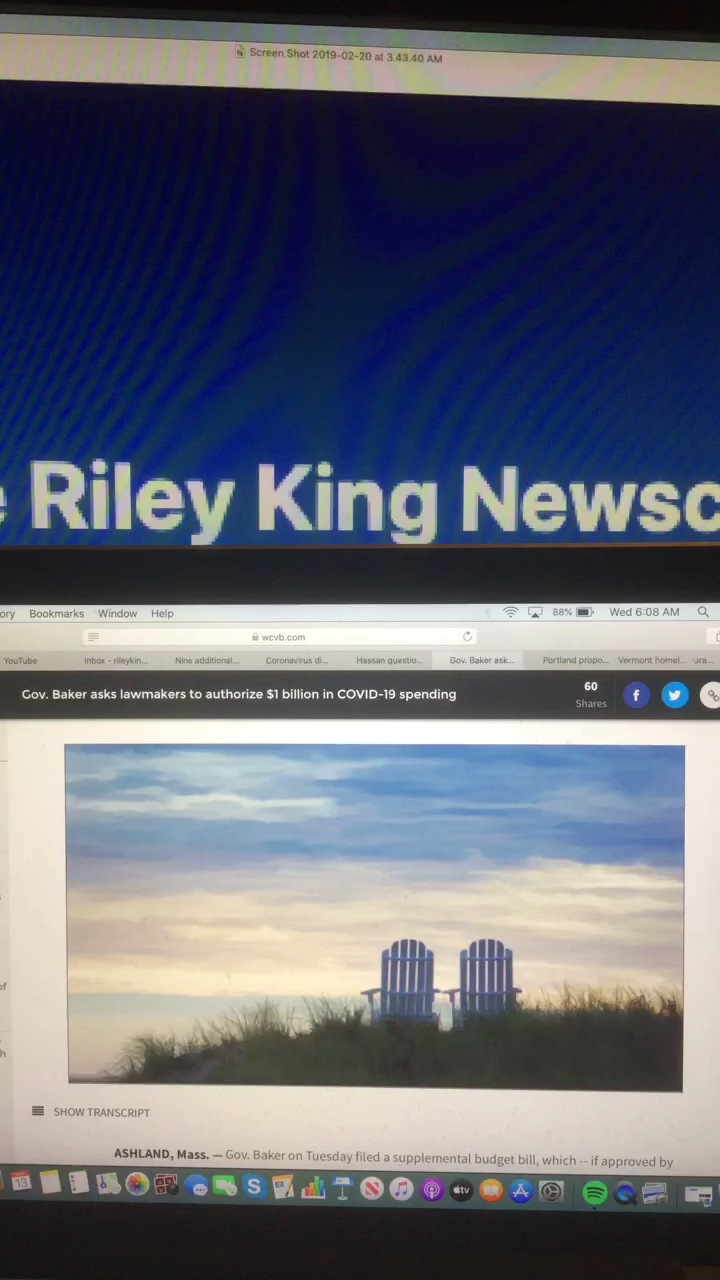 Screen Shot 2019-02-20 at 3.43.40 AM
Riley King Newsc
ory Bookmarks Window Help 88% Wed 6:08 AM
wcvb.com
YouTube Inbox - rileykin... Nine additional... Coronavirus di... Hassan questio... Gov. Baker ask... Portland propo... Vermont homel... ura...
Gov. Baker asks lawmakers to authorize $1 billion in COVID-19 spending
60
Shares
of
h
SHOW TRANSCRIPT
ASHLAND, Mass. — Gov. Baker on Tuesday filed a supplemental budget bill, which -- if approved by
13
S
tv